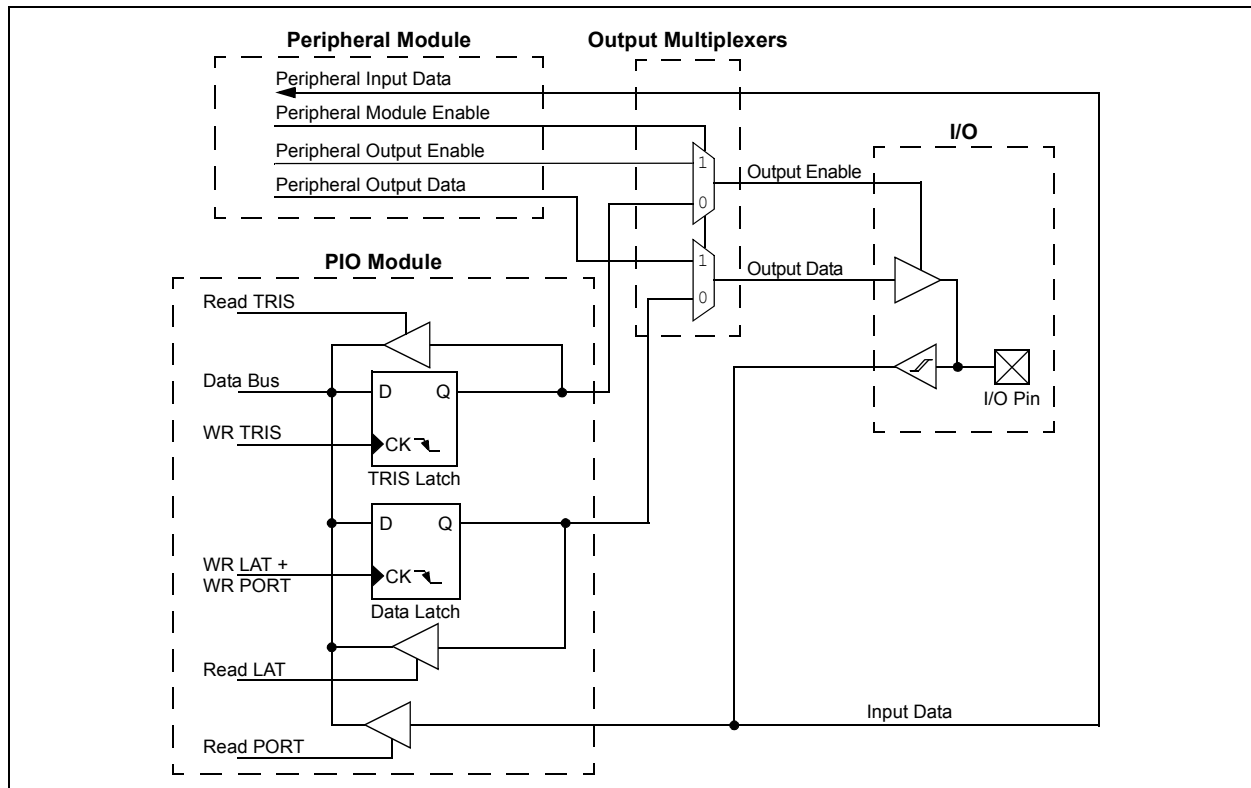 Peripheral Module
Output Multiplexers
Peripheral Input Data
Peripheral Module Enable
Peripheral Output Enable
Peripheral Output Data
1
0
Output Enable
1
0
Output Data
I/O
I/O Pin
PIO Module
Read TRIS
Data Bus
D Q
WR TRIS
CK
TRIS Latch
D Q
WR LAT +
WR PORT
CK
Data Latch
Read LAT
Read PORT
Input Data